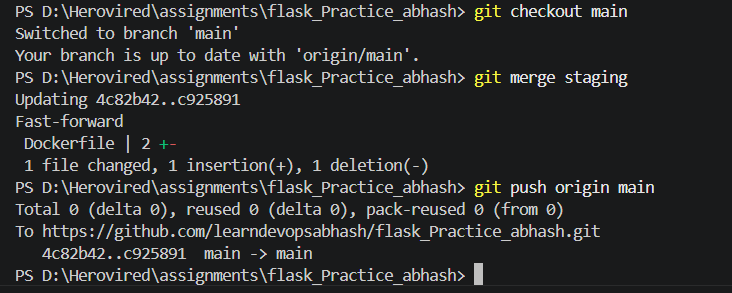 PS D:\Herovired\assignments\flask_Practice_abhash> git checkout main
Switched to branch 'main'
Your branch is up to date with 'origin/main'.
PS D:\Herovired\assignments\flask_Practice_abhash> git merge staging
Updating 4c82b42..c925891
Fast-forward
 Dockerfile | 2 +-
 1 file changed, 1 insertion(+), 1 deletion(-)
PS D:\Herovired\assignments\flask_Practice_abhash> git push origin main
Total 0 (delta 0), reused 0 (delta 0), pack-reused 0 (from 0)
To https://github.com/learndevopsabhash/flask_Practice_abhash.git
   4c82b42..c925891  main -> main
PS D:\Herovired\assignments\flask_Practice_abhash>